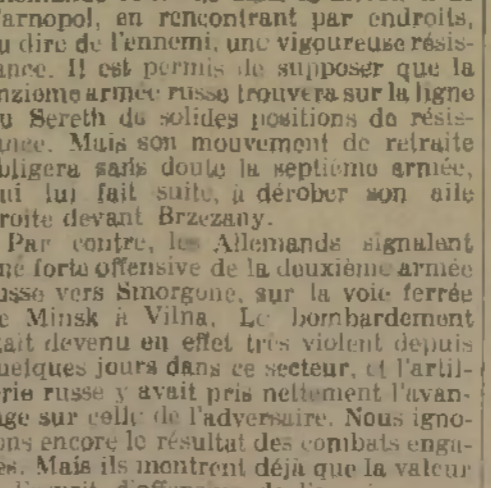 arnopol, en rencontrant par endroits,
u dire de l'ennemi, une vigoureuse résis-
ance. Il est permis de supposer que la
nzième armée russe trouvera sur la ligne
u Sereth de solides positions de résis-
ance. Mais son mouvement de retraite
bligera sans doute la septième armée,
ui lui fait suite, à dérober son aile
roite devant Brzezany.
Par contre, les Allemands signalent
ne forte offensive de la deuxième armée
usse vers Smorgone, sur la voie ferrée
e Minsk à Vilna. Le bombardement
tait devenu en effet très violent depuis
uelques jours dans ce secteur, et l'artil-
rie russe y avait pris nettement l'avan-
ge sur celle de l'adversaire. Nous igno-
ons encore le résultat des combats enga-
és. Mais ils montrent déjà que la valeur